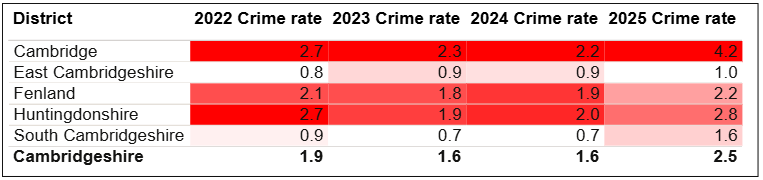 District 2022 Crime rate 2023 Crime rate 2024 Crime rate 2025 Crime rate
Cambridge 2.7 2.3 2.2 4.2
East Cambridgeshire 0.8 0.9 0.9 1.0
Fenland 2.1 1.8 1.9 2.2
Huntingdonshire 2.7 1.9 2.0 2.8
South Cambridgeshire 0.9 0.7 0.7 1.6
Cambridgeshire 1.9 1.6 1.6 2.5